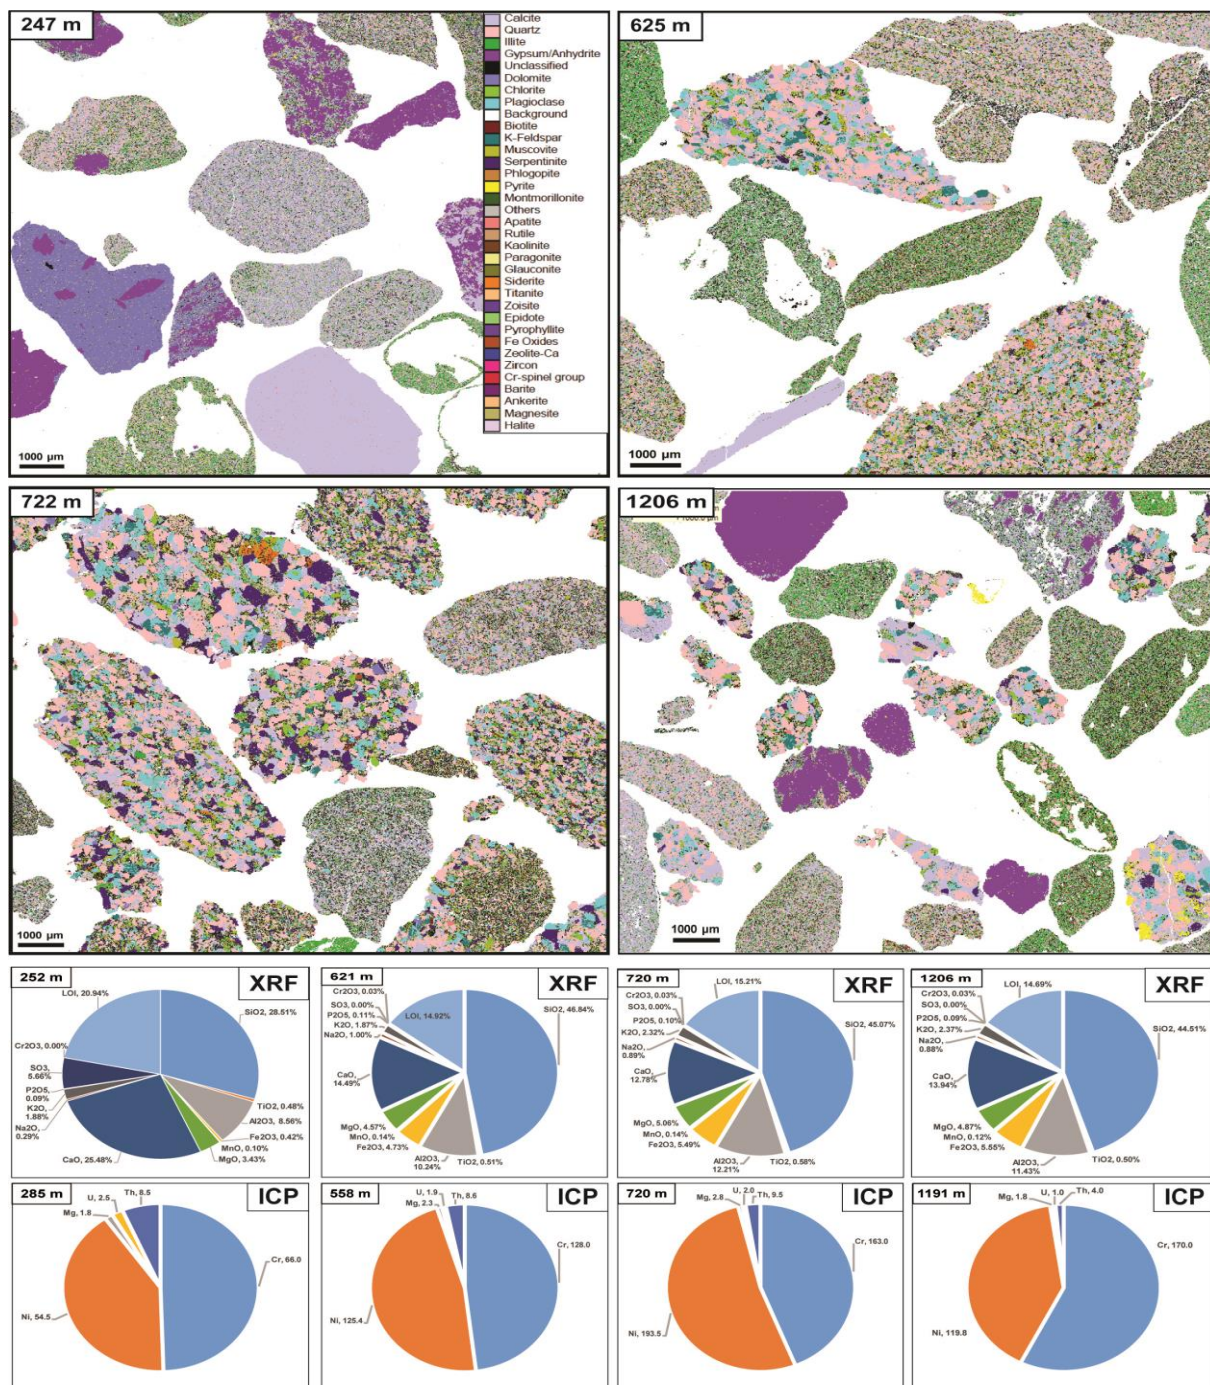 247 m
Calcite
Quartz
Illite
Gypsum/Anhydrite
Unclassified
Dolomite
Chlorite
Plagioclase
Background
Biotite
K-Feldspar
Muscovite
Serpentinite
Phlogopite
Pyrite
Montmorillonite
Others
Apatite
Rutile
Kaolinite
Paragonite
Glauconite
Siderite
Titanite
Zoisite
Epidote
Pyrophyllite
Fe Oxides
Zeolite-Ca
Zircon
Cr-spinel group
Barite
Ankerite
Magnesite
Halite
1000 µm
625 m
1000 µm
722 m
1000 µm
1206 m
1000 µm
252 m
XRF
LOI, 20.94%
SiO2, 28.51%
Cr2O3, 0.00%
SO3,
5.66%
P2O5,
0.09%
K2O,
1.88%
Na2O,
0.29%
CaO, 25.48%
TiO2, 0.48%
Al2O3, 8.56%
Fe2O3, 0.42%
MnO, 0.10%
MgO, 3.43%
621 m
XRF
Cr2O3, 0.03%
SO3, 0.00%
P2O5, 0.11%
K2O, 1.87%
Na2O, 1.00%
LOI, 14.92%
SiO2, 46.84%
CaO,
14.49%
MgO, 4.57%
MnO, 0.14%
Fe2O3, 4.73%
Al2O3,
10.24%
TiO2, 0.51%
720 m
XRF
LOI, 15.21%
Cr2O3, 0.03%
SO3, 0.00%
P2O5, 0.10%
K2O, 2.32%
Na2O,
0.89%
SiO2, 45.07%
CaO,
12.78%
MgO, 5.06%
MnO, 0.14%
Fe2O3, 5.49%
Al2O3,
12.21%
TiO2, 0.58%
1206 m
XRF
LOI, 14.69%
Cr2O3, 0.03%
SO3, 0.00%
P2O5, 0.09%
K2O, 2.37%
Na2O,
0.88%
SiO2, 44.51%
CaO,
13.94%
MgO, 4.87%
MnO, 0.12%
Fe2O3, 5.55%
Al2O3,
11.43%
TiO2, 0.50%
285 m
ICP
U, 2.5
Th, 8.5
Mg, 1.8
Cr, 66.0
Ni, 54.5
558 m
ICP
U, 1.9
Th, 8.6
Mg, 2.3
Cr, 128.0
Ni, 125.4
720 m
ICP
U, 2.0
Mg, 2.8
Th, 9.5
Cr, 163.0
Ni, 193.5
1191 m
ICP
U, 1.0
Mg, 1.8
Th, 4.0
Cr, 170.0
Ni, 119.8